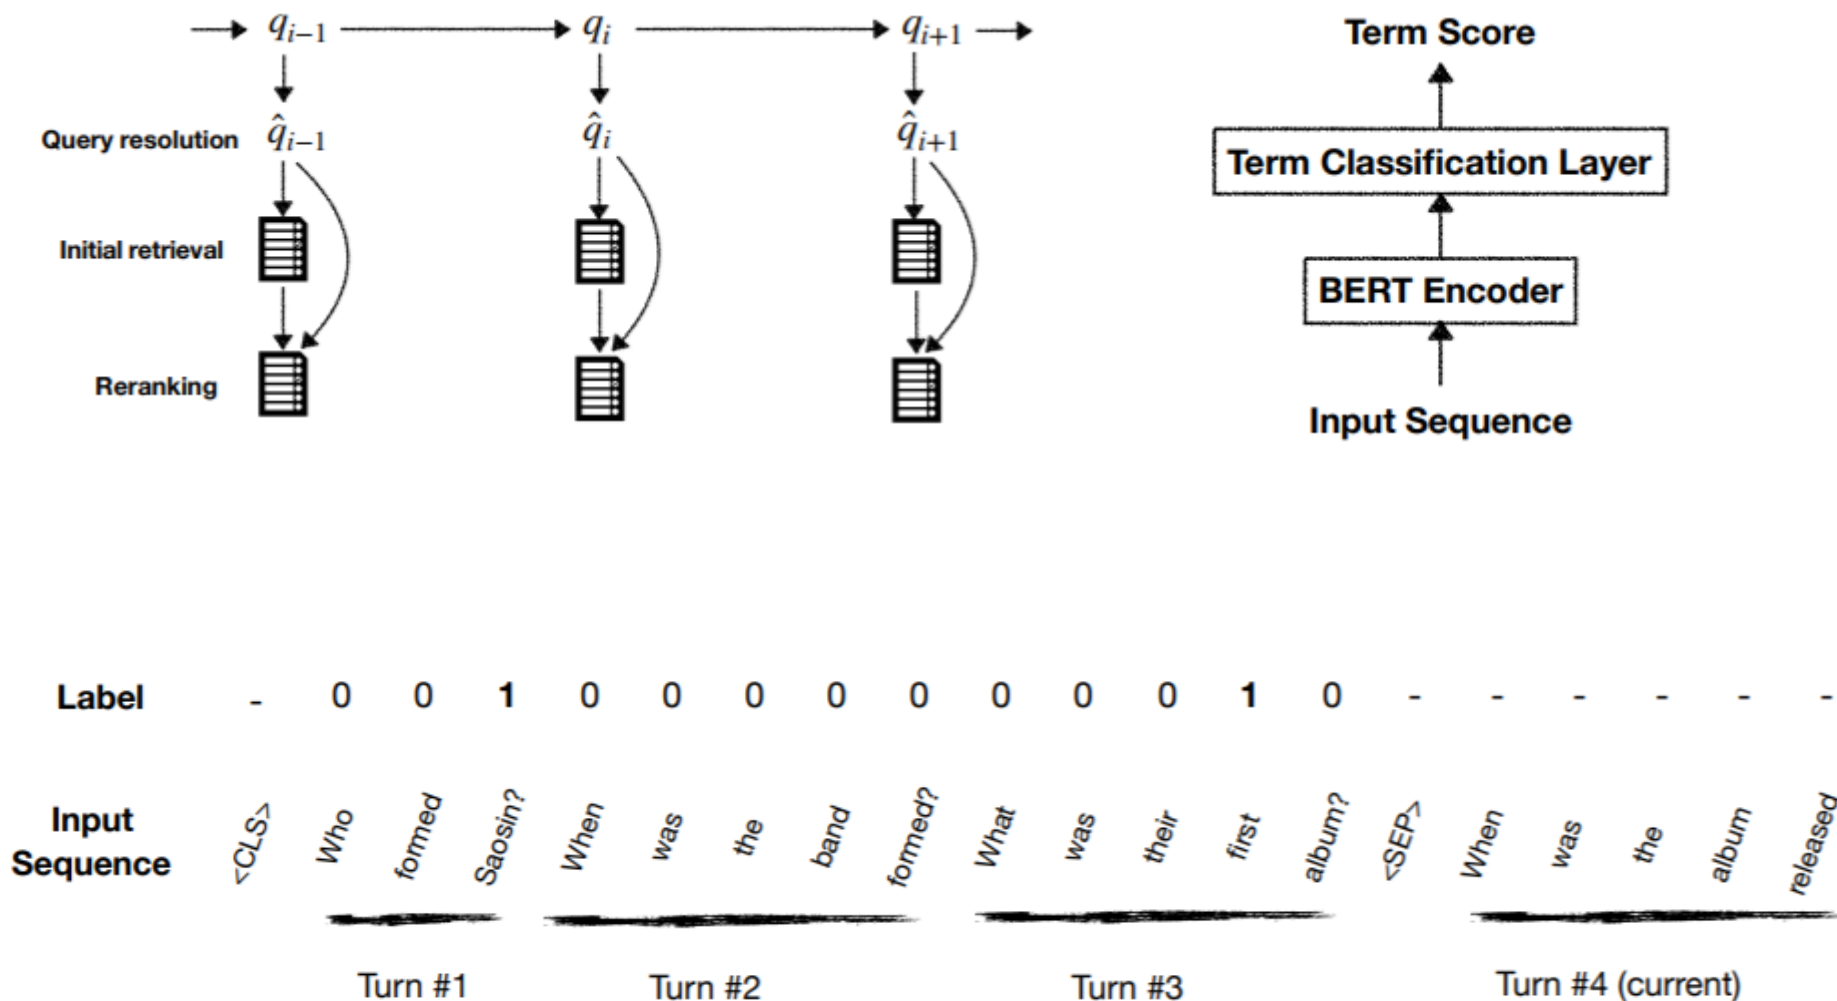 q_{i-1} q_i q_{i+1}
Query resolution \hat{q}_{i-1} \hat{q}_i \hat{q}_{i+1}
Initial retrieval
Reranking
Term Score
Term Classification Layer
BERT Encoder
Input Sequence
Label - 0 0 1 0 0 0 0 0 0 0 0 1 0 - - - - - -
Input Sequence <CLS> Who formed Saosin? When was the band formed? What was their first album? <SEP> When was the album released
Turn #1 Turn #2 Turn #3 Turn #4 (current)